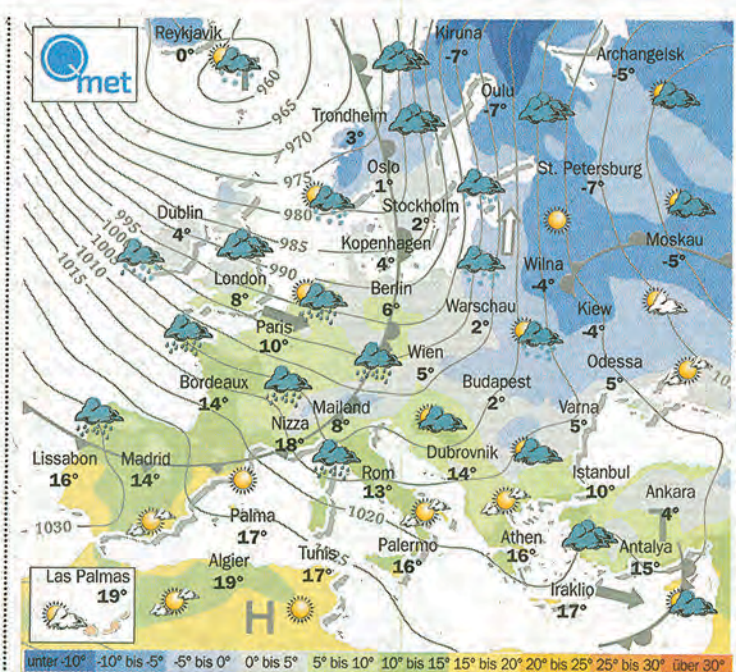 Qmet
Reykjavik
0°
Kiruna
-7°
Archangelsk
-5°
T
960
965
Oulu
-7°
970
Trondheim
3°
Oslo
1°
975
St. Petersburg
-7°
980
Stockholm
2°
Dublin
4°
995
1000
1005
1010
1015
985
Kopenhagen
4°
Moskau
-5°
990
London
8°
Berlin
6°
Wilna
-4°
Warschau
2°
Kiew
-4°
Paris
10°
Wien
5°
Odessa
5°
Bordeaux
14°
Mailand
8°
Budapest
2°
Varna
5°
Nizza
18°
Lissabon
16°
Madrid
14°
Rom
13°
Dubrovnik
14°
Istanbul
10°
Ankara
4°
T
1030
1020
Palma
17°
Palermo
16°
Athen
16°
Antalya
15°
Tunis
17°
Algier
19°
Las Palmas
19°
Iraklio
17°
H
unter -10° -10° bis -5° -5° bis 0° 0° bis 5° 5° bis 10° 10° bis 15° 15° bis 20° 20° bis 25° 25° bis 30° über 30°